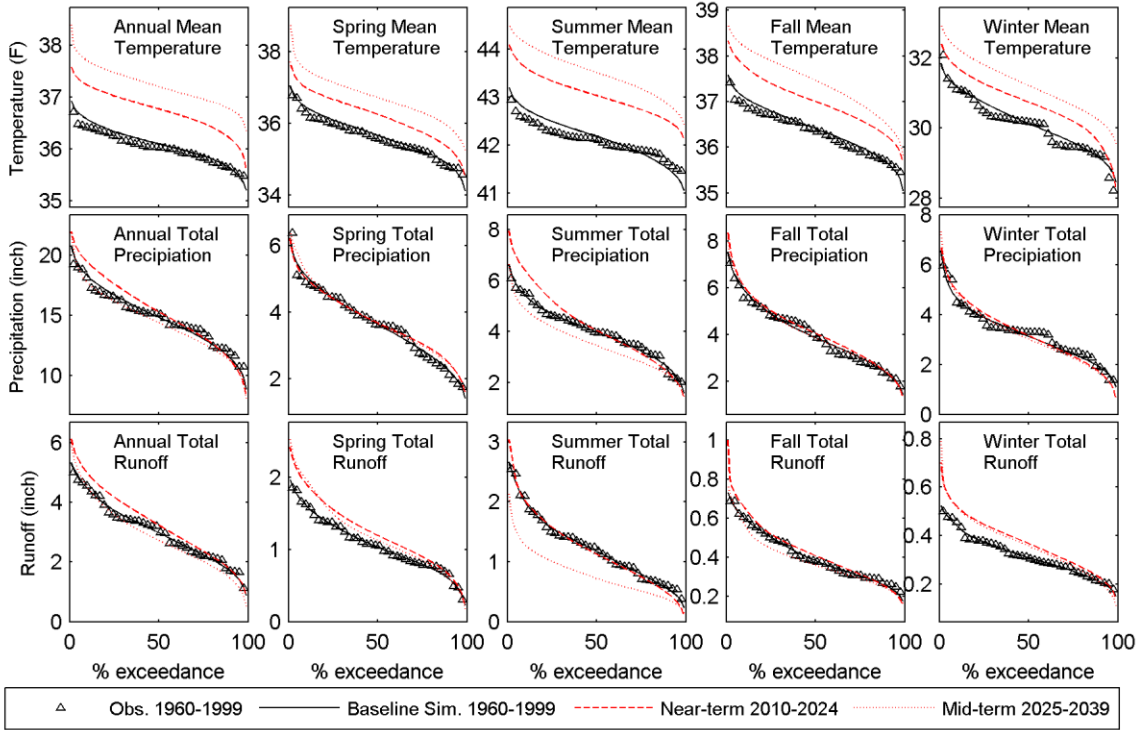 Annual Mean
Temperature
Spring Mean
Temperature
Summer Mean
Temperature
Fall Mean
Temperature
Winter Mean
Temperature
Temperature (F)
38
37
36
35
38
36
34
44
43
42
41
39
38
37
36
35
32
30
28
Annual Total
Precipiation
Spring Total
Precipiation
Summer Total
Precipiation
Fall Total
Precipiation
Winter Total
Precipiation
Precipitation (inch)
20
15
10
6
4
2
8
6
4
2
8
6
4
2
8
6
4
2
0
Annual Total
Runoff
Spring Total
Runoff
Summer Total
Runoff
Fall Total
Runoff
Winter Total
Runoff
Runoff (inch)
6
4
2
0
2
1
0
3
2
1
0
1
0.8
0.6
0.4
0.2
0.8
0.6
0.4
0.2
0 50 100
0 50 100
0 50 100
0 50 100
0 50 100
% exceedance
% exceedance
% exceedance
% exceedance
% exceedance
Obs. 1960-1999
Baseline Sim. 1960-1999
Near-term 2010-2024
Mid-term 2025-2039